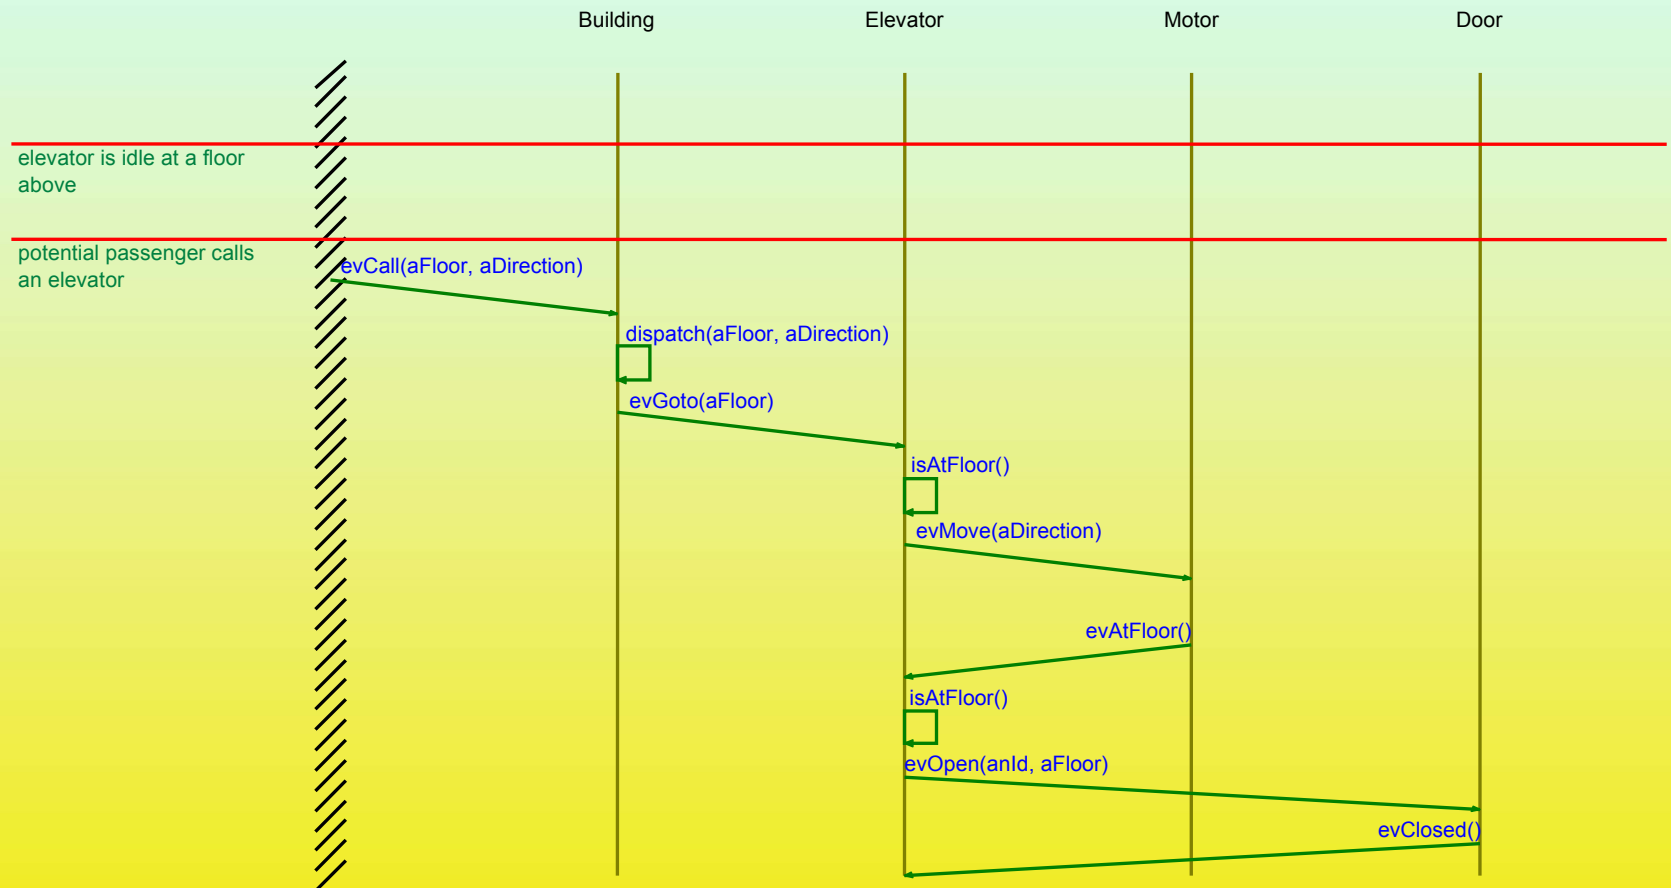 Building Elevator Motor Door
elevator is idle at a floor
above
potential passenger calls
an elevator
evCall(aFloor, aDirection)
dispatch(aFloor, aDirection)
evGoto(aFloor)
isAtFloor()
evMove(aDirection)
evAtFloor()
isAtFloor()
evOpen(anId, aFloor)
evClosed()